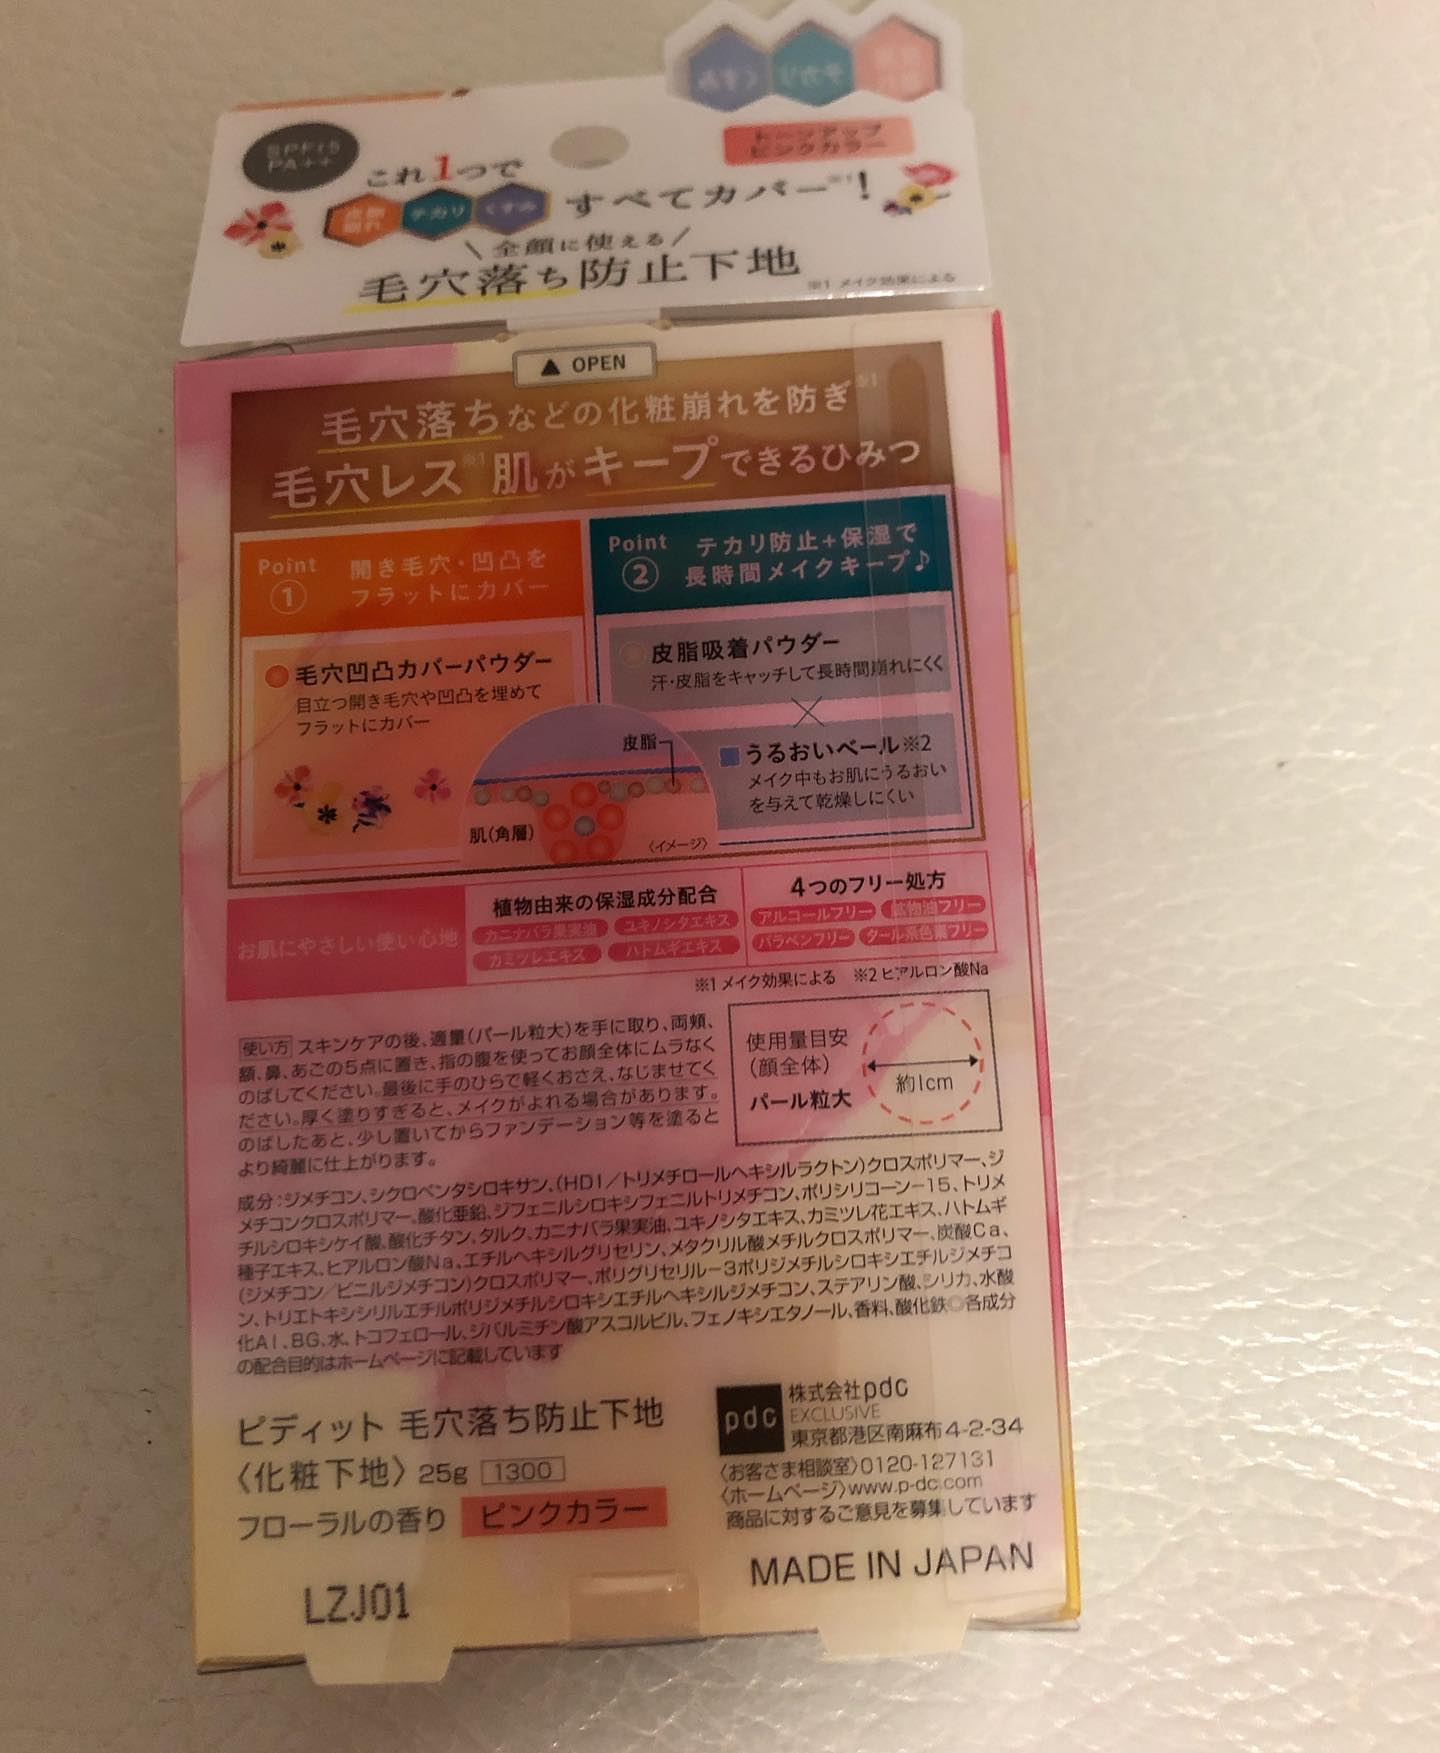 くすみ
テカリ
SPF15
PA++
トーンアップ
ピンクカラー
これ1つで
皮脂
崩れ
テカリ
くすみ
すべてカバー※1!
\全顔に使える/
毛穴落ち防止下地
※1 メイク効果による
▲ OPEN
毛穴落ちなどの化粧崩れを防ぎ※1
毛穴レス※1肌がキープできるひみつ
Point
①
開き毛穴・凹凸を
フラットにカバー
毛穴凹凸カバーパウダー
目立つ開き毛穴や凹凸を埋めて
フラットにカバー
Point
②
テカリ防止+保湿で
長時間メイクキープ♪
皮脂吸着パウダー
汗・皮脂をキャッチして長時間崩れにくく
×
うるおいベール※2
メイク中もお肌にうるおい
を与えて乾燥しにくい
皮脂
肌(角層)
〈イメージ〉
お肌にやさしい使い心地
植物由来の保湿成分配合
カニナバラ果実油 ユキノシタエキス
カミツレエキス ハトムギエキス
4つのフリー処方
アルコールフリー 鉱物油フリー
パラベンフリー タール系色素フリー
※1 メイク効果による ※2 ヒアルロン酸Na
使い方 スキンケアの後、適量(パール粒大)を手に取り、両頬、
額、鼻、あごの5点に置き、指の腹を使ってお顔全体にムラなく
のばしてください。最後に手のひらで軽くおさえ、なじませてく
ださい。厚く塗りすぎると、メイクがよれる場合があります。
のばしたあと、少し置いてからファンデーション等を塗ると
より綺麗に仕上がります。
使用量目安
(顔全体)
パール粒大
約1cm
成分:ジメチコン、シクロペンタシロキサン、(HDI/トリメチロールヘキシルラクトン)クロスポリマー、ジ
メチコンクロスポリマー、酸化亜鉛、ジフェニルシロキシフェニルトリメチコン、ポリシリコーン-15、トリメ
チルシロキシケイ酸、酸化チタン、タルク、カニナバラ果実油、ユキノシタエキス、カミツレ花エキス、ハトムギ
種子エキス、ヒアルロン酸Na、エチルヘキシルグリセリン、メタクリル酸メチルクロスポリマー、炭酸Ca、
(ジメチコン/ビニルジメチコン)クロスポリマー、ポリグリセリル-3ポリジメチルシロキシエチルジメチコ
ン、トリエトキシシリルエチルポリジメチルシロキシエチルヘキシルジメチコン、ステアリン酸、シリカ、水酸
化Al、BG、水、トコフェロール、ジパルミチン酸アスコルビル、フェノキシエタノール、香料、酸化鉄◎各成分
の配合目的はホームページに記載しています
ピディット 毛穴落ち防止下地
〈化粧下地〉 25g 1300
フローラルの香り ピンクカラー
pdc
株式会社pdc
EXCLUSIVE
東京都港区南麻布4-2-34
〈お客さま相談室〉0120-127131
〈ホームページ〉www.p-dc.com
商品に対するご意見を募集しています
MADE IN JAPAN
LZJ01